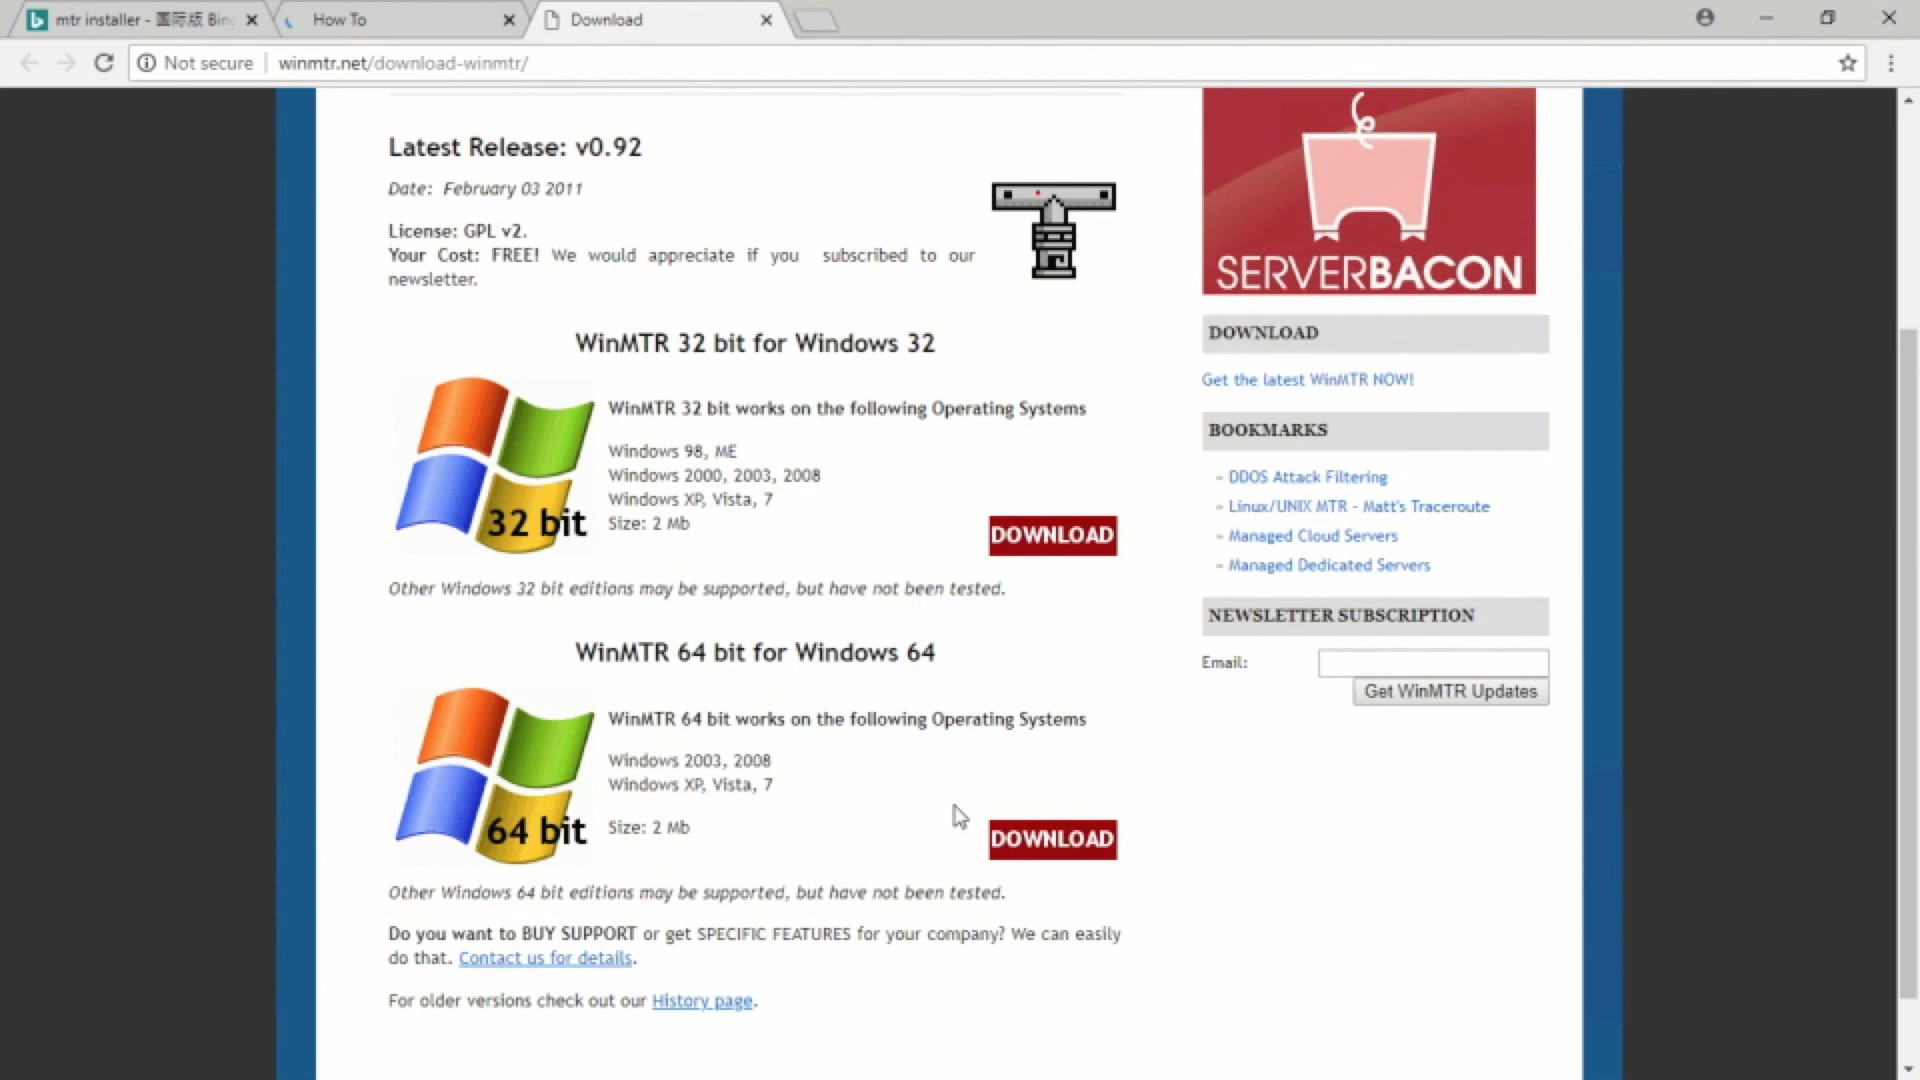 mtr installer - 国际版 Bing
How To
Download
Not secure
winmtr.net/download-winmtr/
Latest Release: v0.92
Date: February 03 2011
License: GPL v2.
Your Cost: FREE! We would appreciate if you subscribed to our
newsletter.
WinMTR 32 bit for Windows 32
WinMTR 32 bit works on the following Operating Systems
Windows 98, ME
Windows 2000, 2003, 2008
Windows XP, Vista, 7
Size: 2 Mb
32 bit
DOWNLOAD
Other Windows 32 bit editions may be supported, but have not been tested.
WinMTR 64 bit for Windows 64
WinMTR 64 bit works on the following Operating Systems
Windows 2003, 2008
Windows XP, Vista, 7
Size: 2 Mb
64 bit
DOWNLOAD
Other Windows 64 bit editions may be supported, but have not been tested.
Do you want to BUY SUPPORT or get SPECIFIC FEATURES for your company? We can easily
do that. Contact us for details.
For older versions check out our History page.
SERVERBACON
DOWNLOAD
Get the latest WinMTR NOW!
BOOKMARKS
DDOS Attack Filtering
Linux/UNIX MTR - Matt's Traceroute
Managed Cloud Servers
Managed Dedicated Servers
NEWSLETTER SUBSCRIPTION
Email:
Get WinMTR Updates